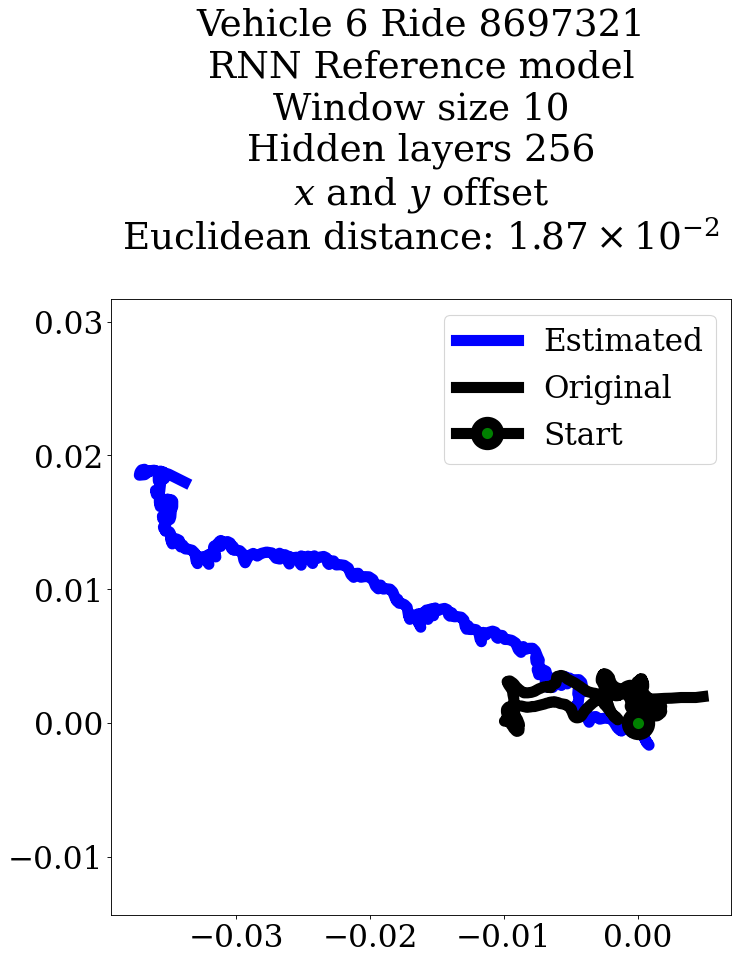 Vehicle 6 Ride 8697321
RNN Reference model
Window size 10
Hidden layers 256
x and y offset
Euclidean distance: 1.87 × 10⁻²
Estimated
Original
Start
0.03
0.02
0.01
0.00
−0.01
−0.03 −0.02 −0.01 0.00